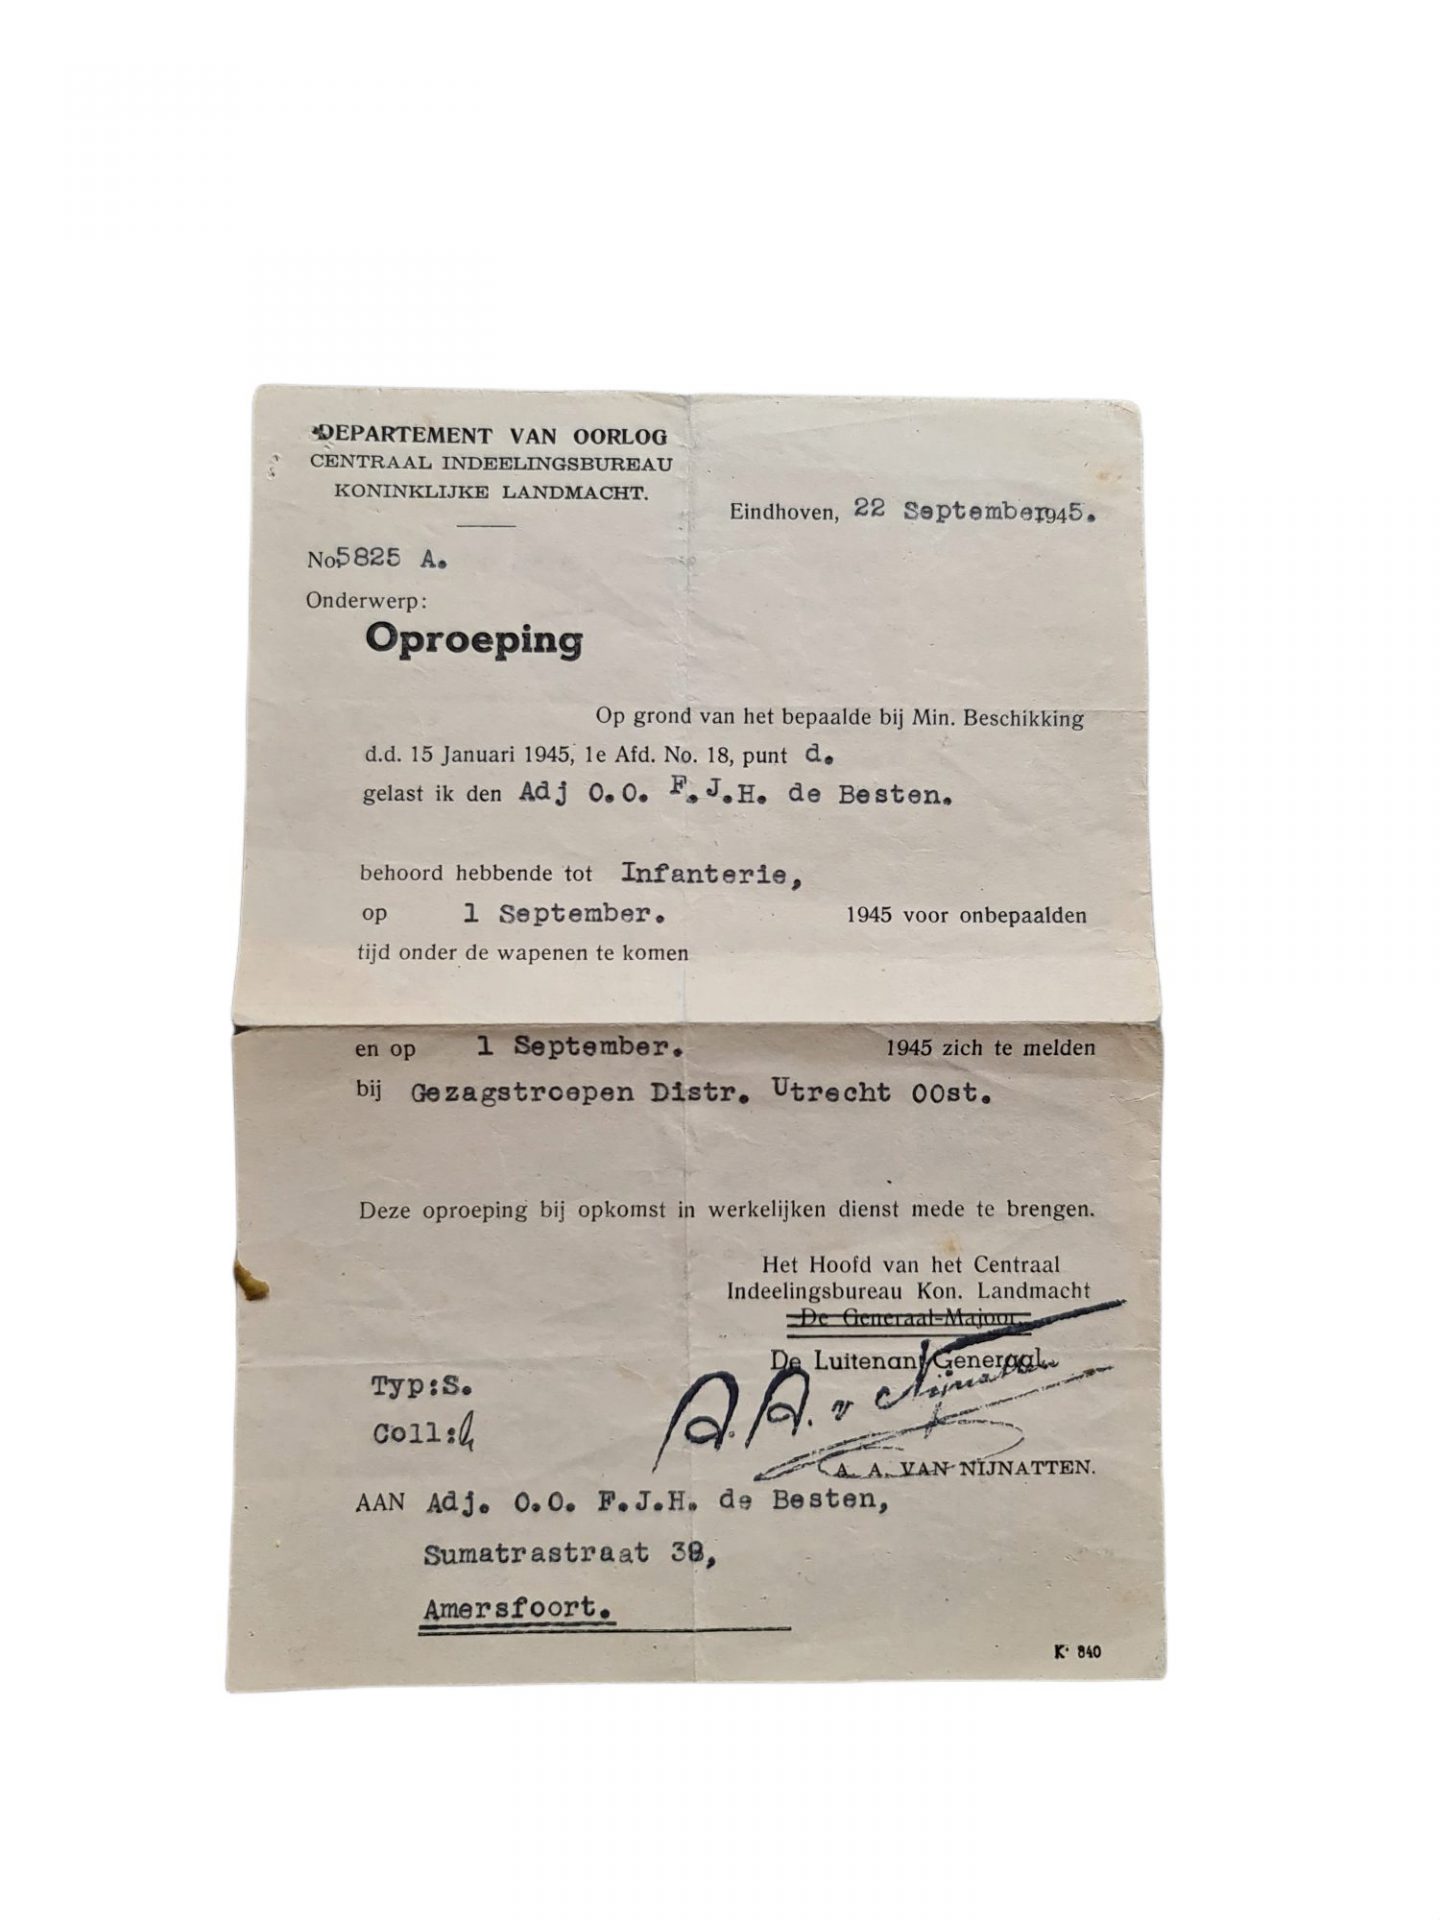 DEPARTEMENT VAN OORLOG
CENTRAAL INDEELINGSBUREAU
KONINKLIJKE LANDMACHT.
Eindhoven, 22 September 1945.
No. 5825 A.
Onderwerp:
Oproeping
Op grond van het bepaalde bij Min. Beschikking
d.d. 15 Januari 1945, 1e Afd. No. 18, punt d.
gelast ik den Adj O.O. F.J.H. de Besten.
behoord hebbende tot Infanterie,
op 1 September. 1945 voor onbepaalden
tijd onder de wapenen te komen
en op 1 September. 1945 zich te melden
bij Gezagstroepen Distr. Utrecht OOst.
Deze oproeping bij opkomst in werkelijken dienst mede te brengen.
Het Hoofd van het Centraal
Indeelingsbureau Kon. Landmacht
De Generaal-Majoor,
De Luitenant Generaal.
A. A. v Nijnatten
Typ:S.
Coll:
A. A. VAN NIJNATTEN.
AAN Adj. O.O. F.J.H. de Besten,
Sumatrastraat 39,
Amersfoort.
K 840